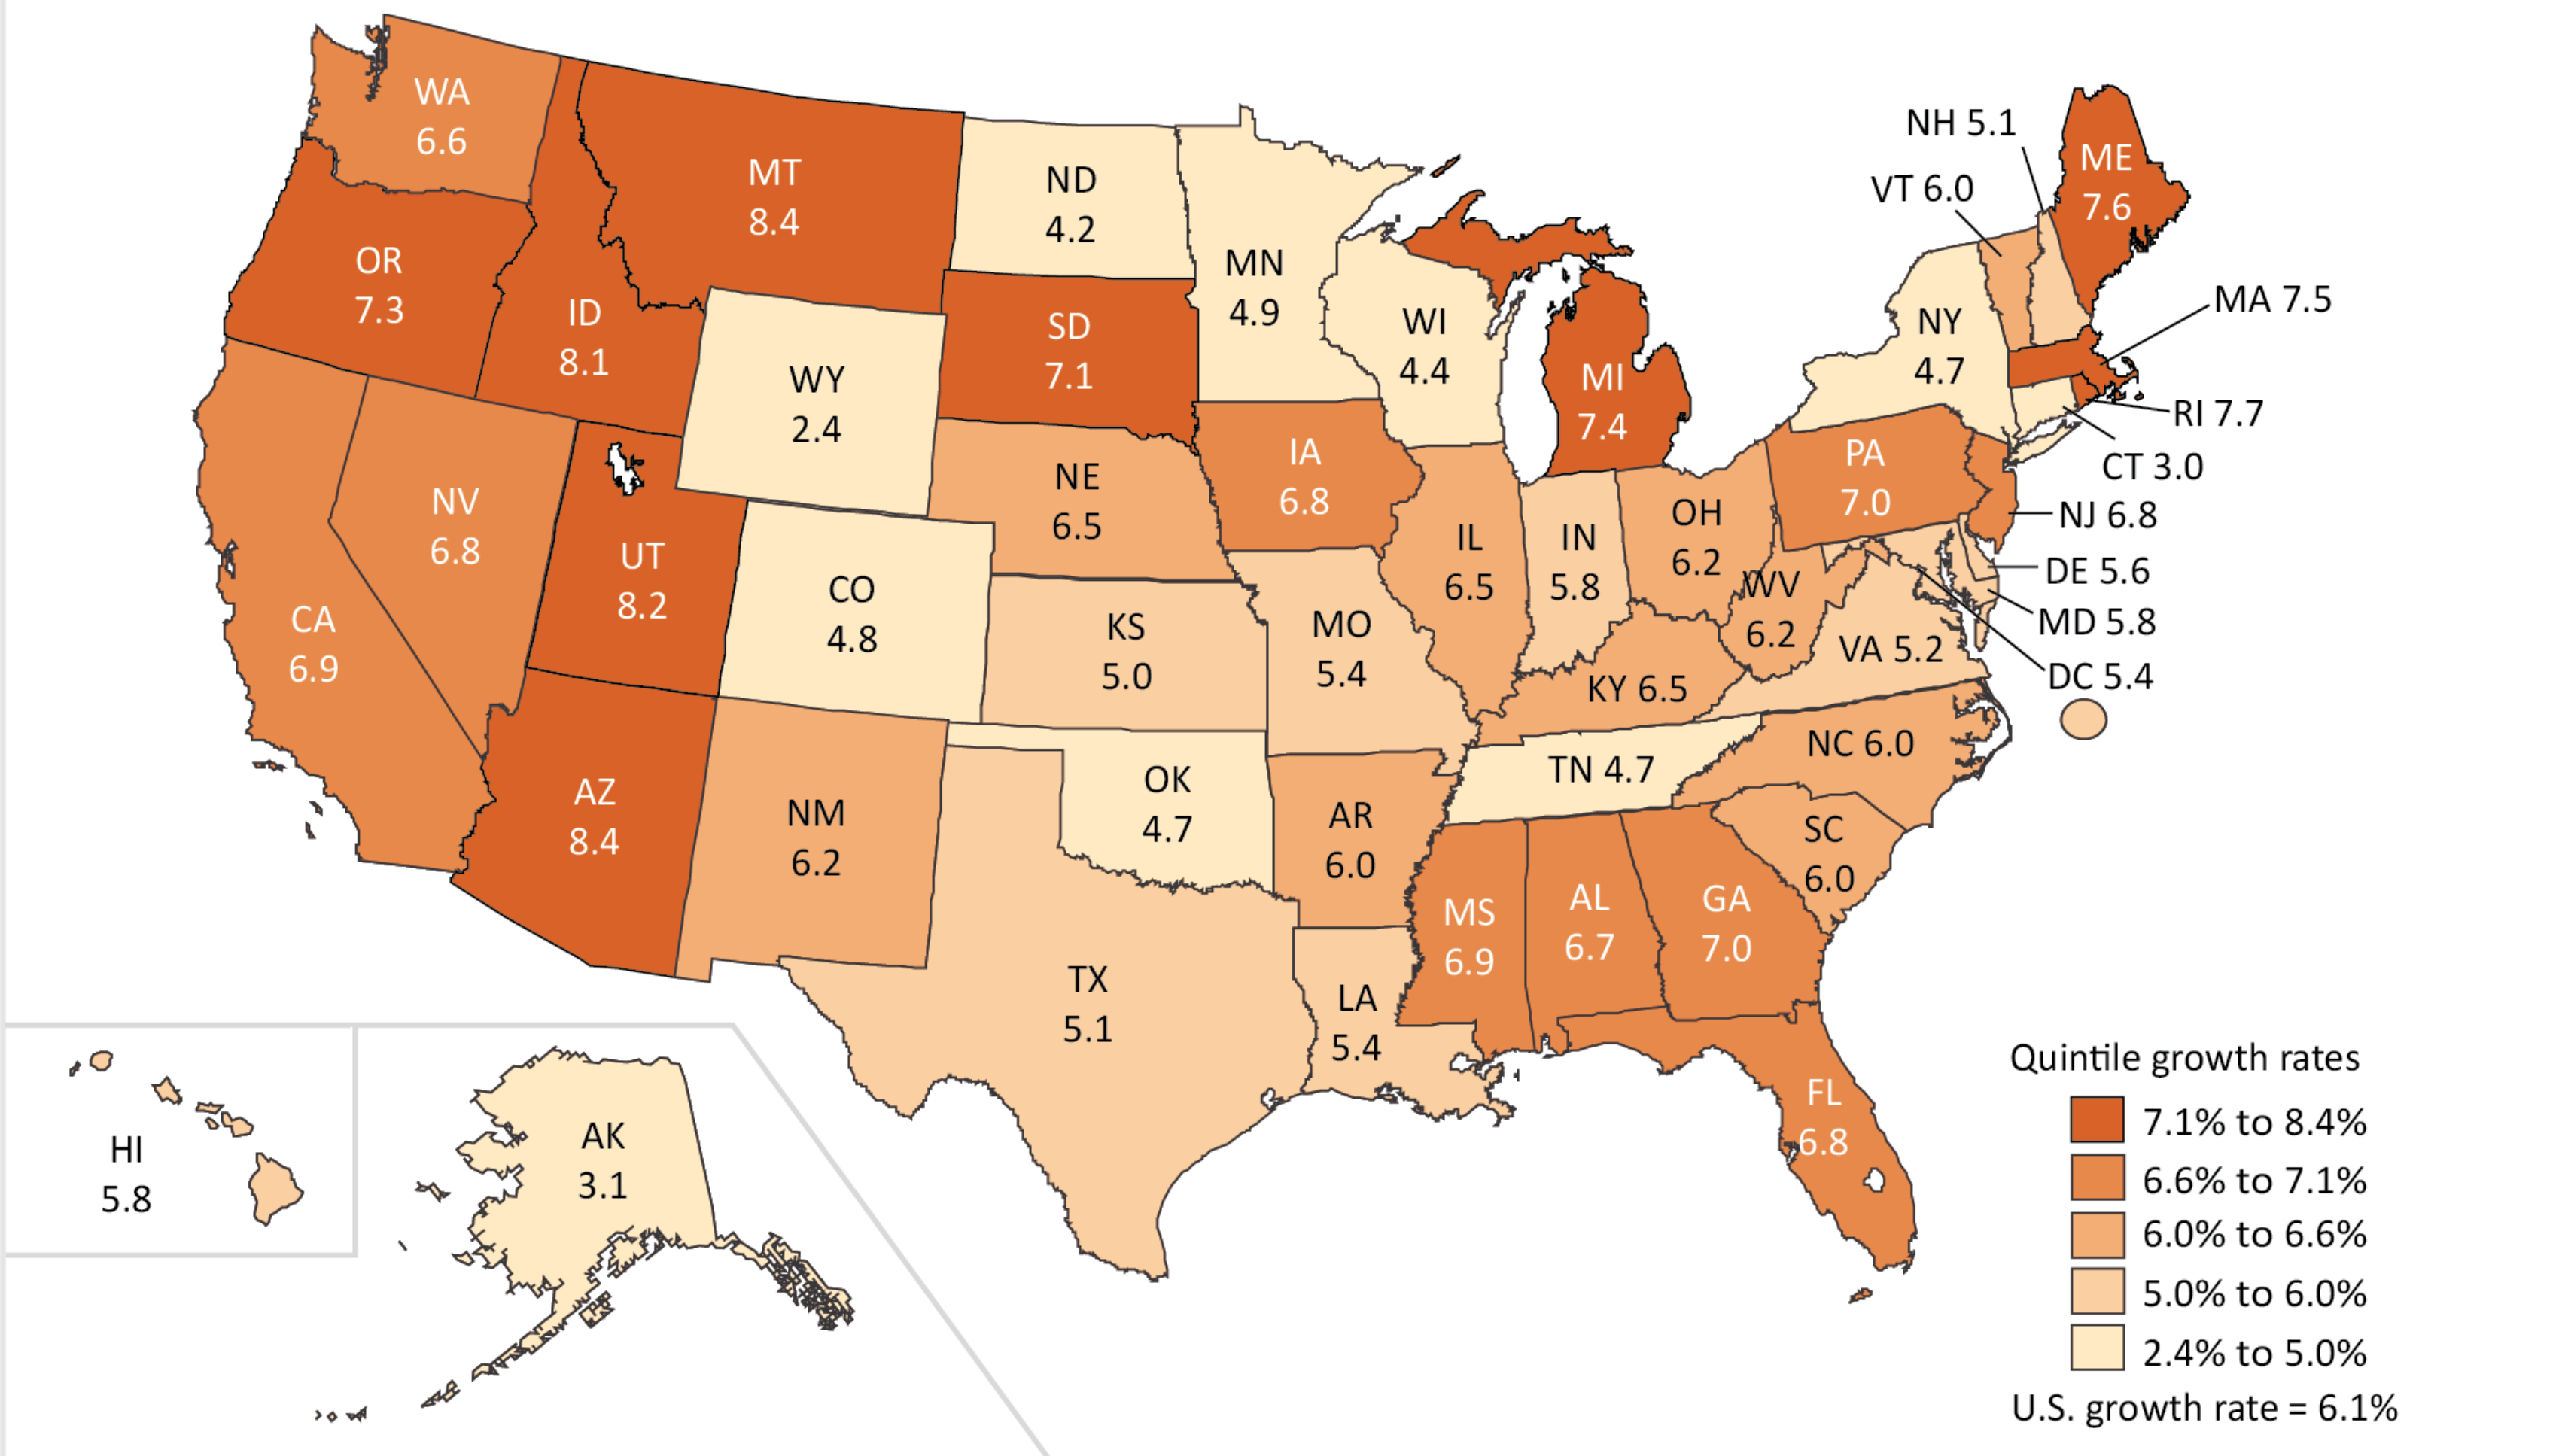 WA
6.6
OR
7.3
CA
6.9
NV
6.8
ID
8.1
MT
8.4
WY
2.4
UT
8.2
AZ
8.4
CO
4.8
NM
6.2
ND
4.2
SD
7.1
NE
6.5
KS
5.0
OK
4.7
TX
5.1
MN
4.9
IA
6.8
MO
5.4
AR
6.0
LA
5.4
WI
4.4
IL
6.5
MI
7.4
IN
5.8
OH
6.2
WV
6.2
KY 6.5
TN 4.7
MS
6.9
AL
6.7
GA
7.0
FL
6.8
SC
6.0
NC 6.0
VA 5.2
PA
7.0
NY
4.7
VT 6.0
NH 5.1
ME
7.6
MA 7.5
RI 7.7
CT 3.0
NJ 6.8
DE 5.6
MD 5.8
DC 5.4
HI
5.8
AK
3.1
Quintile growth rates
7.1% to 8.4%
6.6% to 7.1%
6.0% to 6.6%
5.0% to 6.0%
2.4% to 5.0%
U.S. growth rate = 6.1%